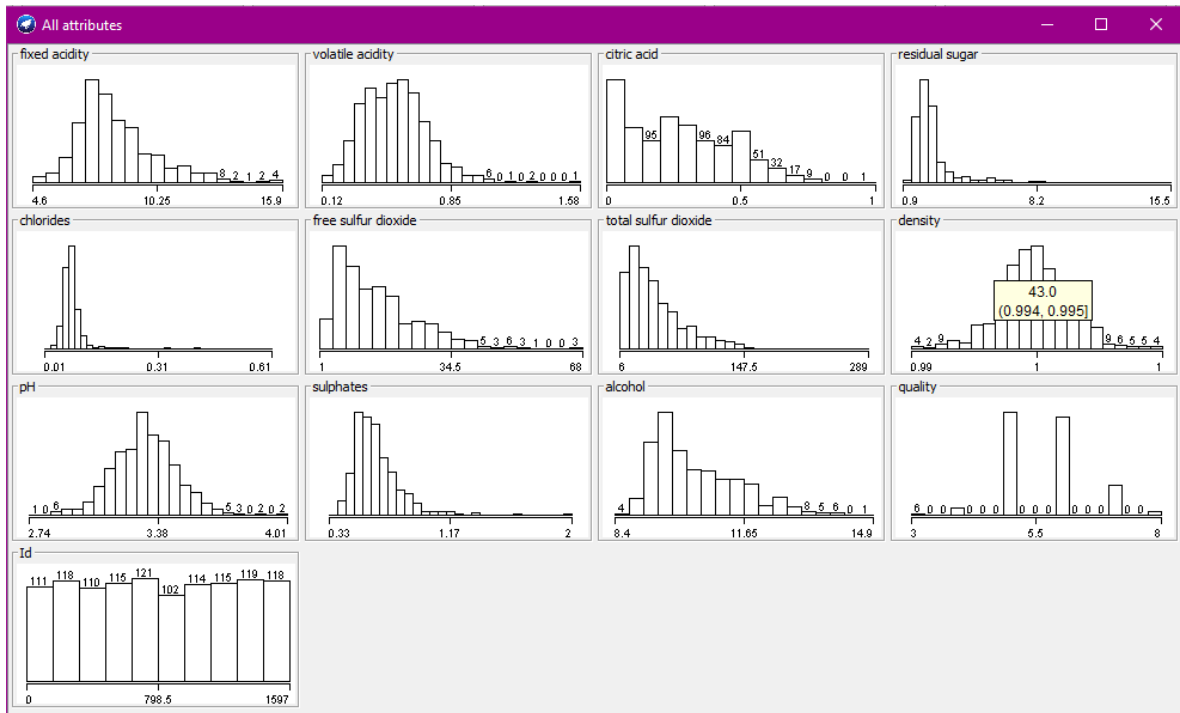 All attributes
fixed acidity
8 2 1 2 4
4.6 10.25 15.9
volatile acidity
6 0 1 0 2 0 0 0 1
0.12 0.85 1.58
citric acid
95 96 84 51 32 17 9 0 0 1
0 0.5 1
residual sugar
0.9 8.2 15.5
chlorides
0.01 0.31 0.61
free sulfur dioxide
5 3 6 3 1 0 0 3
1 34.5 68
total sulfur dioxide
6 147.5 289
density
43.0
(0.994, 0.995]
4 2 9 9 6 5 5 4
0.99 1 1
pH
1 0 6 5 3 0 2 0 2
2.74 3.38 4.01
sulphates
0.33 1.17 2
alcohol
4 8 5 6 0 1
8.4 11.65 14.9
quality
6 0 0 0 0 0 0 0 0 0 0 0 0 0
3 5.5 8
Id
111 118 110 115 121 102 114 115 119 118
0 798.5 1597